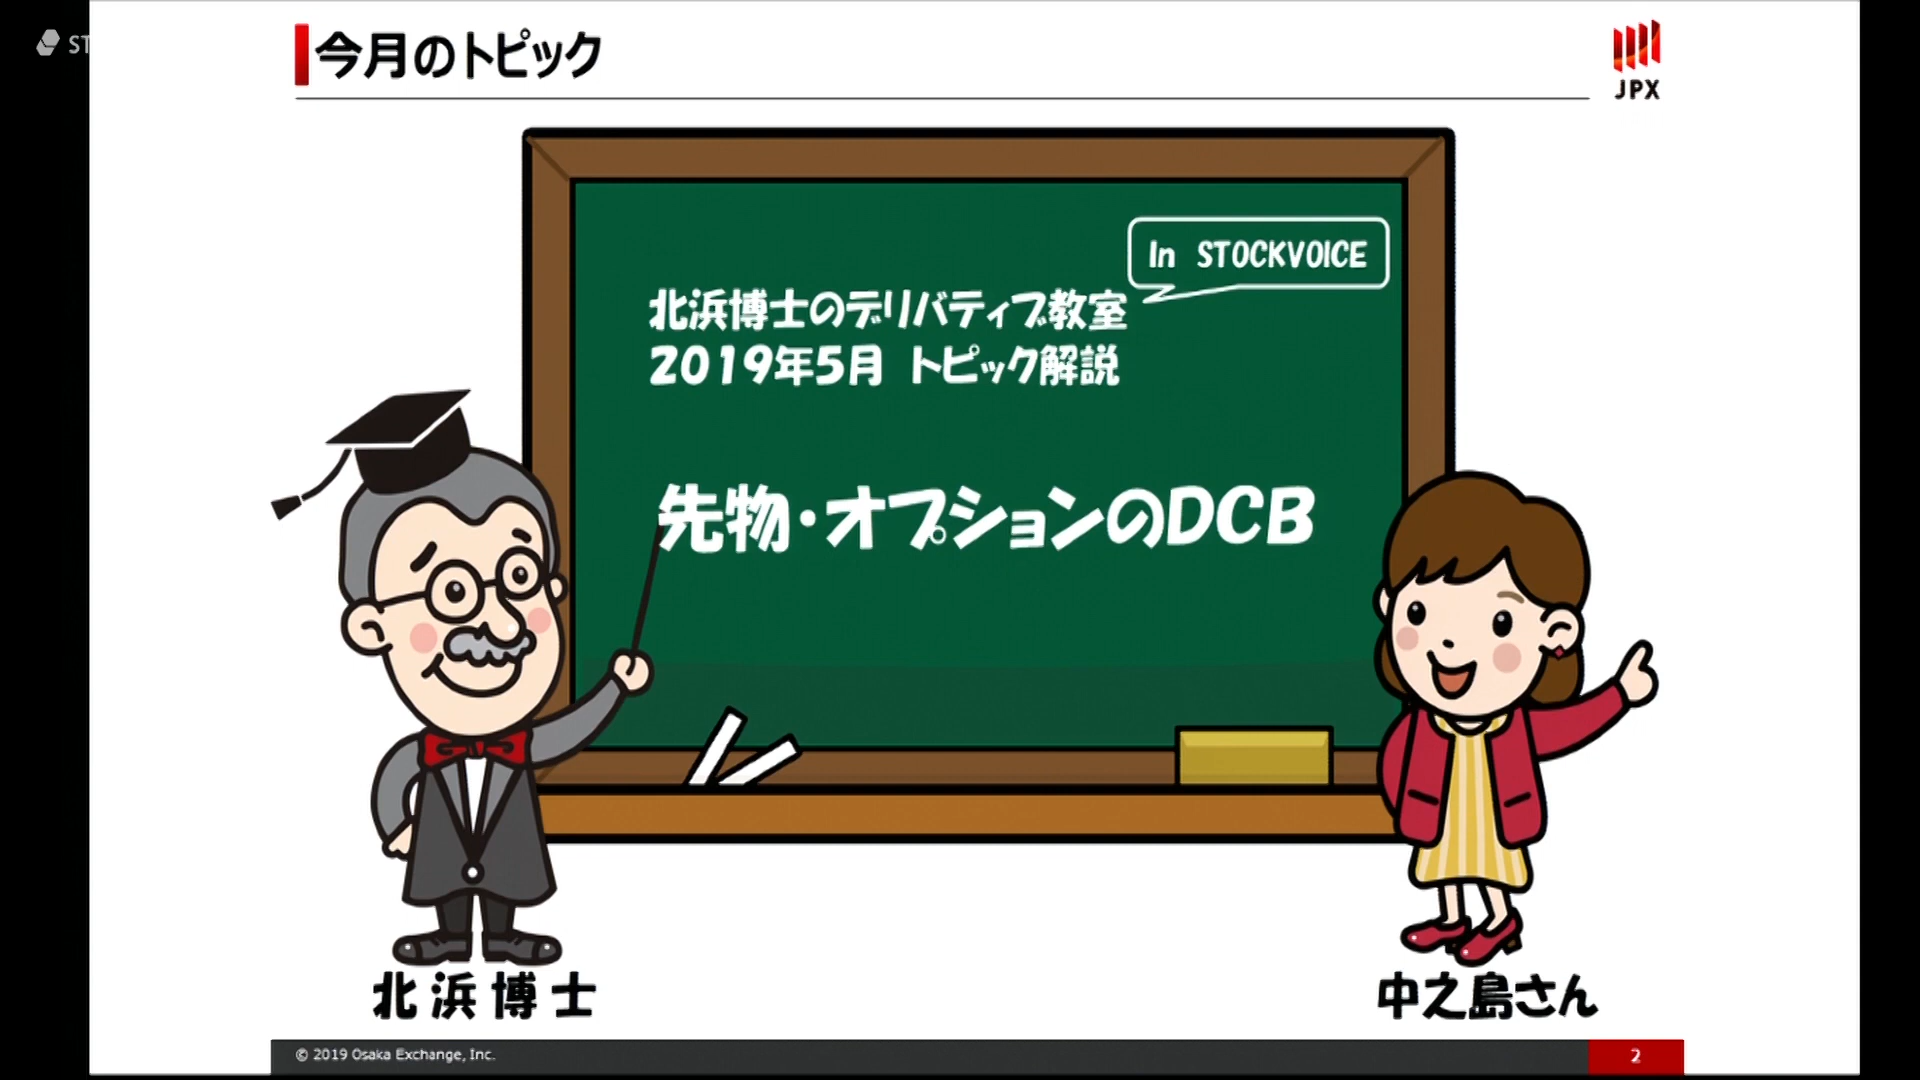 ST
今月のトピック
JPX
In STOCKVOICE
北浜博士のデリバティブ教室
2019年5月 トピック解説
先物・オプションのDCB
北浜博士
中之島さん
© 2019 Osaka Exchange, Inc.
2